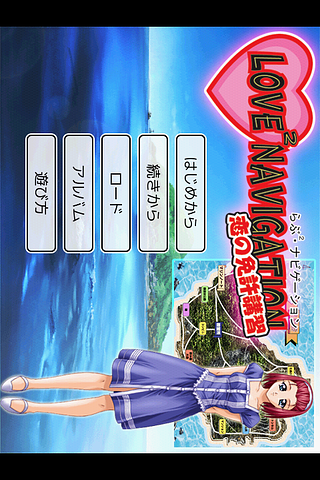 LOVE² NAVIGATION
らぶ²・ナビゲーション
恋の免許講習
はじめから
続きから
ロード
アルバム
遊び方